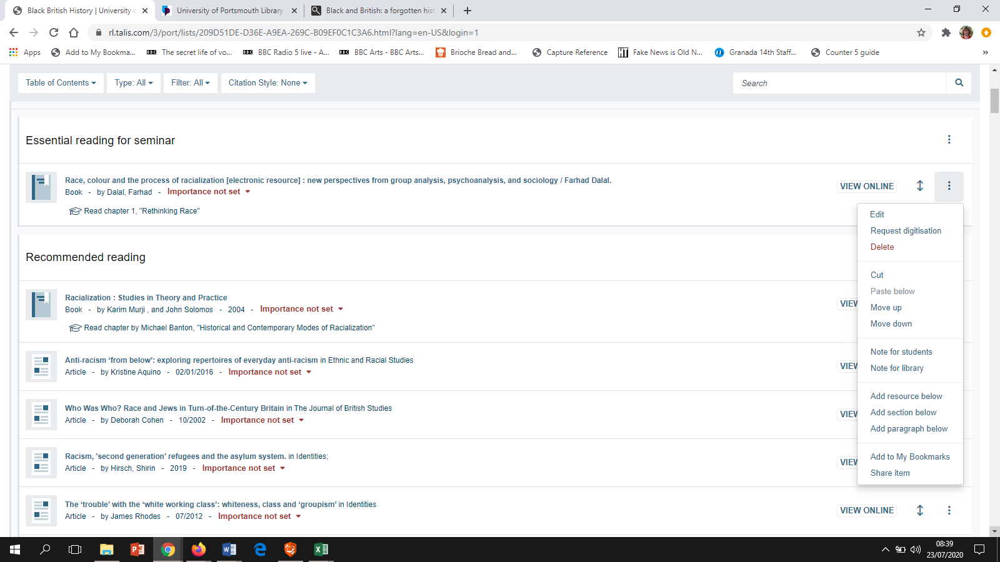 Black British History | University o
University of Portsmouth Library
Black and British: a forgotten hist
rl.talis.com/3/port/lists/209D51DE-D36E-A9EA-269C-B09EF0C1C3A6.html?lang=en-US&login=1
Apps
Add to My Bookma...
BBC The secret life of vo...
BBC BBC Radio 5 live - A...
BBC BBC Arts - BBC Arts...
Brioche Bread and...
Capture Reference
Fake News is Old N...
Granada 14th Staff...
Counter 5 guide
»
Table of Contents
Type: All
Filter: All
Citation Style: None
Search
Essential reading for seminar
Race, colour and the process of racialization [electronic resource] : new perspectives from group analysis, psychoanalysis, and sociology / Farhad Dalal.
Book - by Dalal, Farhad - Importance not set
VIEW ONLINE
Read chapter 1, "Rethinking Race"
Edit
Request digitisation
Delete
Cut
Paste below
Move up
Move down
Note for students
Note for library
Add resource below
Add section below
Add paragraph below
Add to My Bookmarks
Share item
Recommended reading
Racialization : Studies in Theory and Practice
Book - by Karim Murji , and John Solomos - 2004 - Importance not set
VIEW
Read chapter by Michael Banton, "Historical and Contemporary Modes of Racialization"
Anti-racism ‘from below’: exploring repertoires of everyday anti-racism in Ethnic and Racial Studies
Article - by Kristine Aquino - 02/01/2016 - Importance not set
VIEW
Who Was Who? Race and Jews in Turn-of-the-Century Britain in The Journal of British Studies
Article - by Deborah Cohen - 10/2002 - Importance not set
VIEW
Racism, 'second generation' refugees and the asylum system. in Identities;
Article - by Hirsch, Shirin - 2019 - Importance not set
VIEW
The ‘trouble’ with the ‘white working class’: whiteness, class and ‘groupism’ in Identities
Article - by James Rhodes - 07/2012 - Importance not set
VIEW ONLINE
08:39
23/07/2020